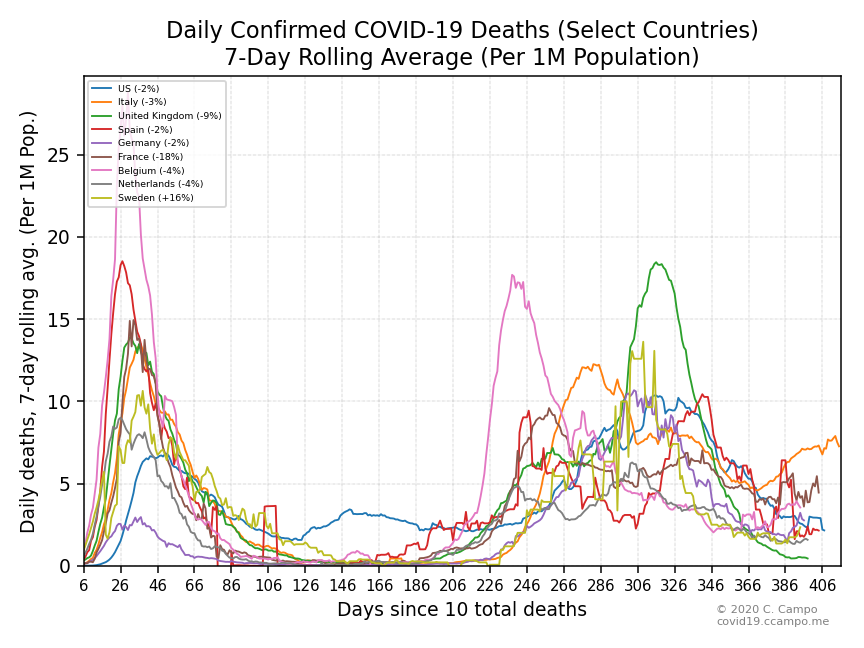 Daily Confirmed COVID-19 Deaths (Select Countries)
7-Day Rolling Average (Per 1M Population)
Daily deaths, 7-day rolling avg. (Per 1M Pop.)
US (-2%)
Italy (-3%)
United Kingdom (-9%)
Spain (-2%)
Germany (-2%)
France (-18%)
Belgium (-4%)
Netherlands (-4%)
Sweden (+16%)
25
20
15
10
5
0
6 26 46 66 86 106 126 146 166 186 206 226 246 266 286 306 326 346 366 386 406
Days since 10 total deaths
© 2020 C. Campo
covid19.ccampo.me